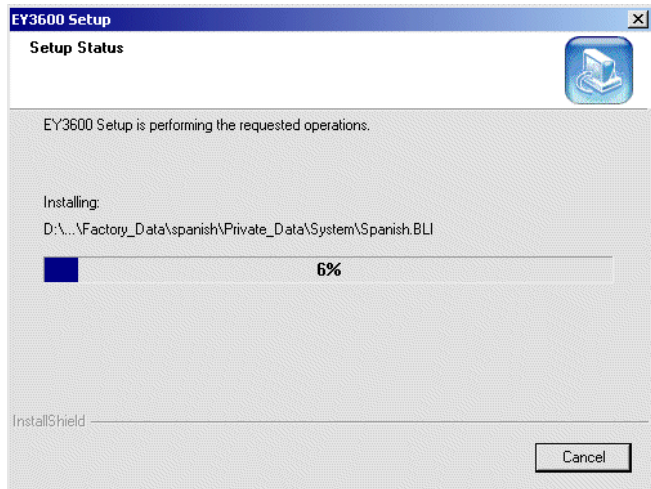 EY3600 Setup
Setup Status
EY3600 Setup is performing the requested operations.
Installing:
D:\...\Factory_Data\spanish\Private_Data\System\Spanish.BLI
6%
InstallShield
Cancel